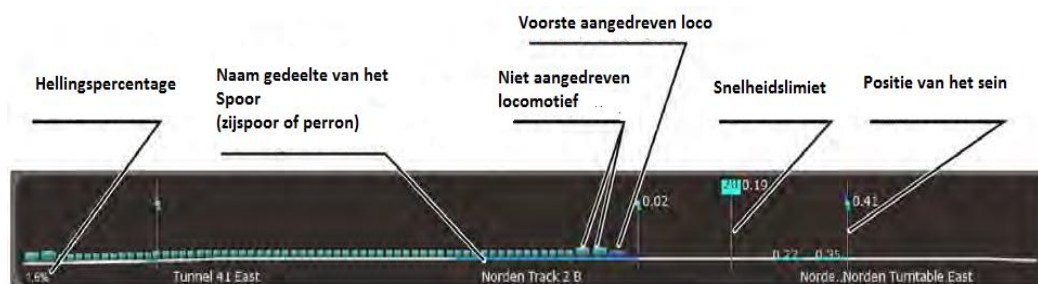 Voorste aangedreven loco
Hellingspercentage
Naam gedeelte van het
Spoor
(zijspoor of perron)
Niet aangedreven
locomotief
Snelheidslimiet
Positie van het sein
20 0.19
0.02
0.41
0.35
1.6%
Tunnel 41 East
Norden Track 2 B
Norde..Norden Turntable East